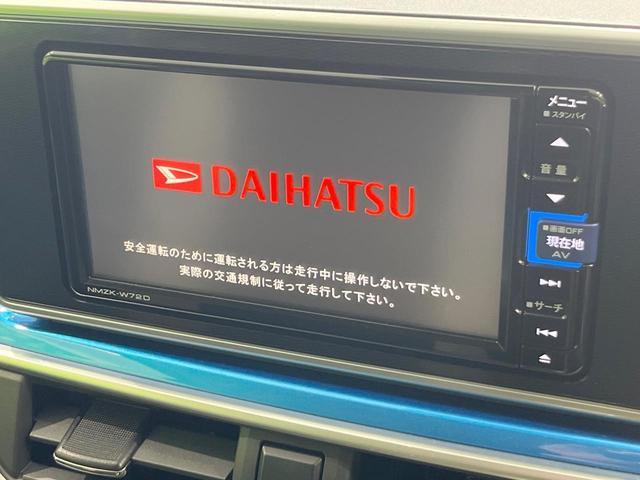 DAIHATSU
安全運転のために運転される方は走行中に操作しないで下さい。
実際の交通規制に従って走行して下さい。
NMZK-W72D
メニュー
スタンバイ
音量
画面OFF
現在地
AV
サーチ